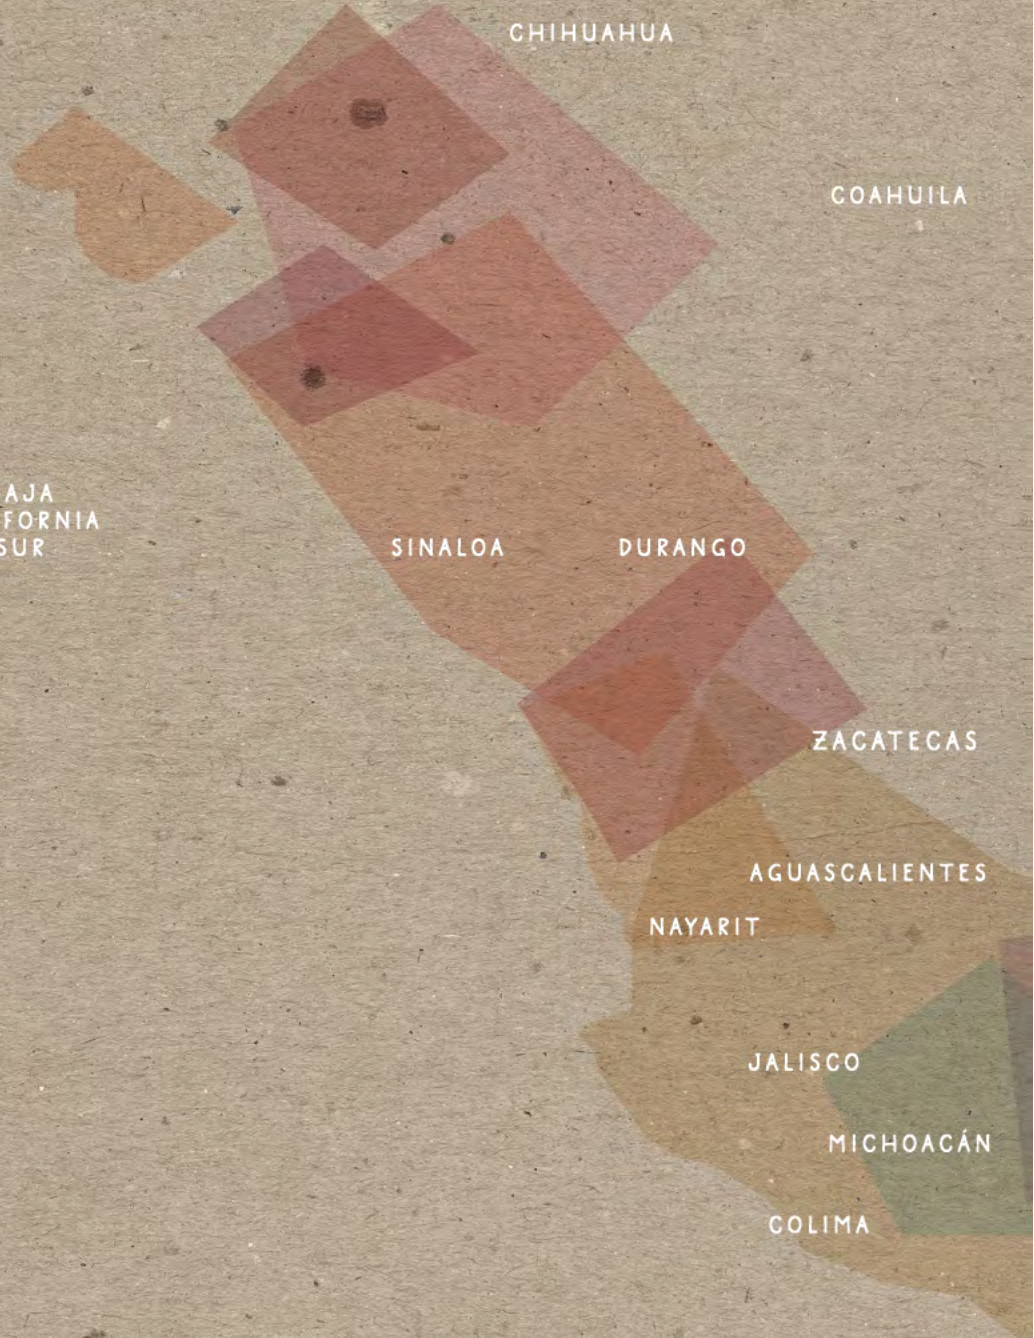 CHIHUAHUA
COAHUILA
AJA
FORNIA
SUR
SINALOA
DURANGO
ZACATECAS
AGUASCALIENTES
NAYARIT
JALISCO
MICHOACÁN
COLIMA